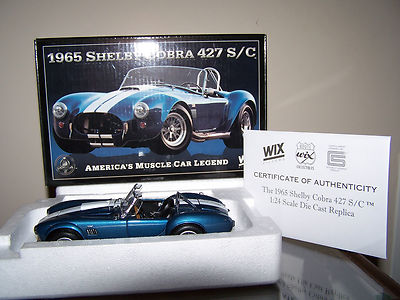 1965 SHELBY COBRA 427 S/C
AMERICA'S MUSCLE CAR LEGEND
WIX
wix
CERTIFICATE OF AUTHENTICITY
The 1965 Shelby Cobra 427 S/C™
1:24 Scale Die Cast Replica